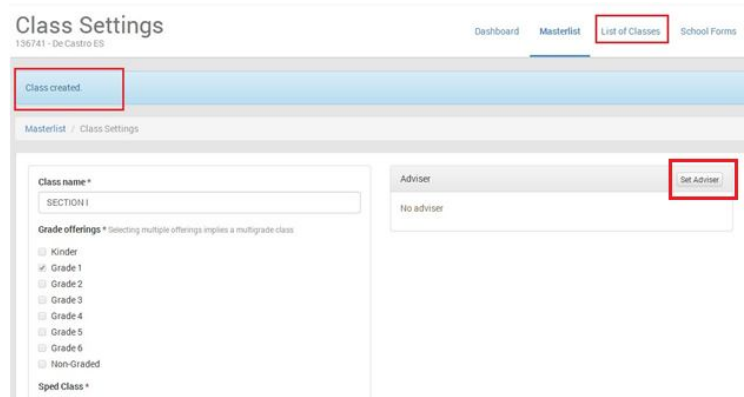 Class Settings
136741 - De Castro ES
Dashboard Masterlist List of Classes School Forms
Class created.
Masterlist / Class Settings
Class name *
SECTION I
Grade offerings * Selecting multiple offerings implies a multigrade class
Kinder
Grade 1
Grade 2
Grade 3
Grade 4
Grade 5
Grade 6
Non-Graded
Sped Class *
Adviser Set Adviser
No adviser